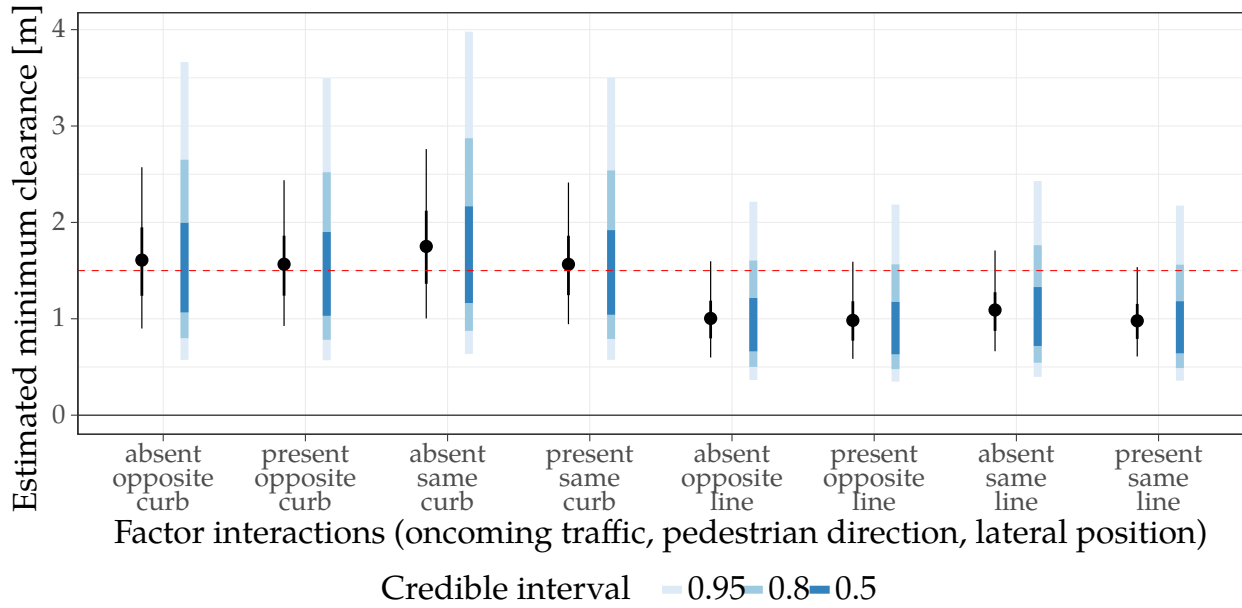 Estimated minimum clearance [m]
4
3
2
1
0
absent opposite curb
present opposite curb
absent same curb
present same curb
absent opposite line
present opposite line
absent same line
present same line
Factor interactions (oncoming traffic, pedestrian direction, lateral position)
Credible interval 0.95 0.8 0.5